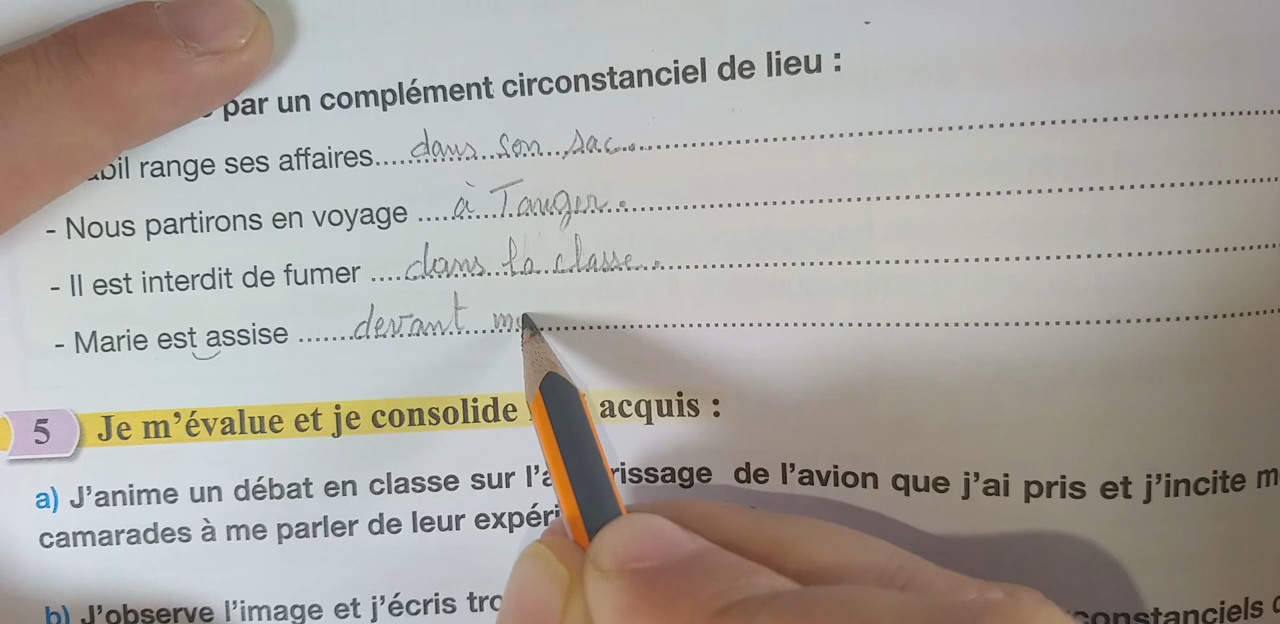 par un complément circonstanciel de lieu :
range ses affaires.... dans son sac.
- Nous partirons en voyage .... à Tanger.
- Il est interdit de fumer .... dans la classe.
- Marie est assise ....... devant
5 Je m'évalue et je consolide acquis :
a) J'anime un débat en classe sur de l'avion que j'ai pris et j'incite
camarades à me parler de leur
b) J'observe l'image et j'écris